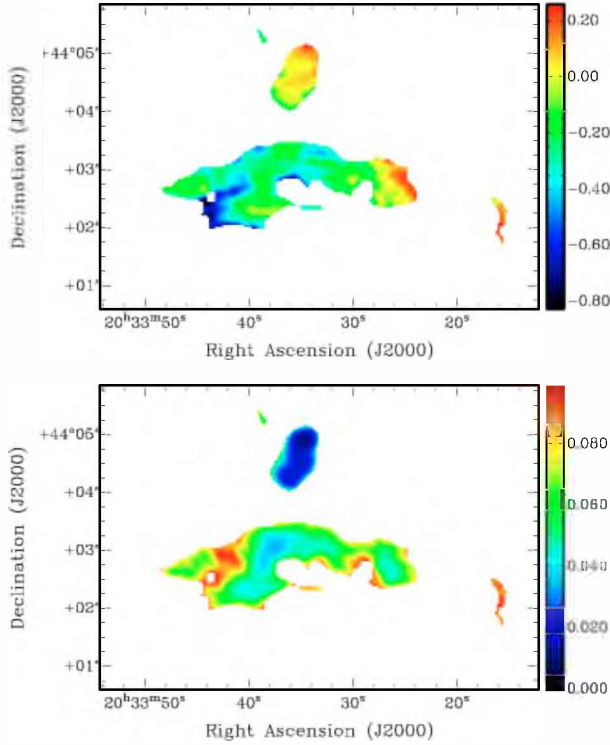 +44°05'
+04'
+03'
+02'
+01'
Declination (J2000)
20ʰ33ᵐ50ˢ
40ˢ
30ˢ
20ˢ
Right Ascension (J2000)
0.20
0.00
−0.20
−0.40
−0.60
−0.80
+44°05'
+04'
+03'
+02'
+01'
Declination (J2000)
20ʰ33ᵐ50ˢ
40ˢ
30ˢ
20ˢ
Right Ascension (J2000)
0.080
0.060
0.040
0.020
0.000